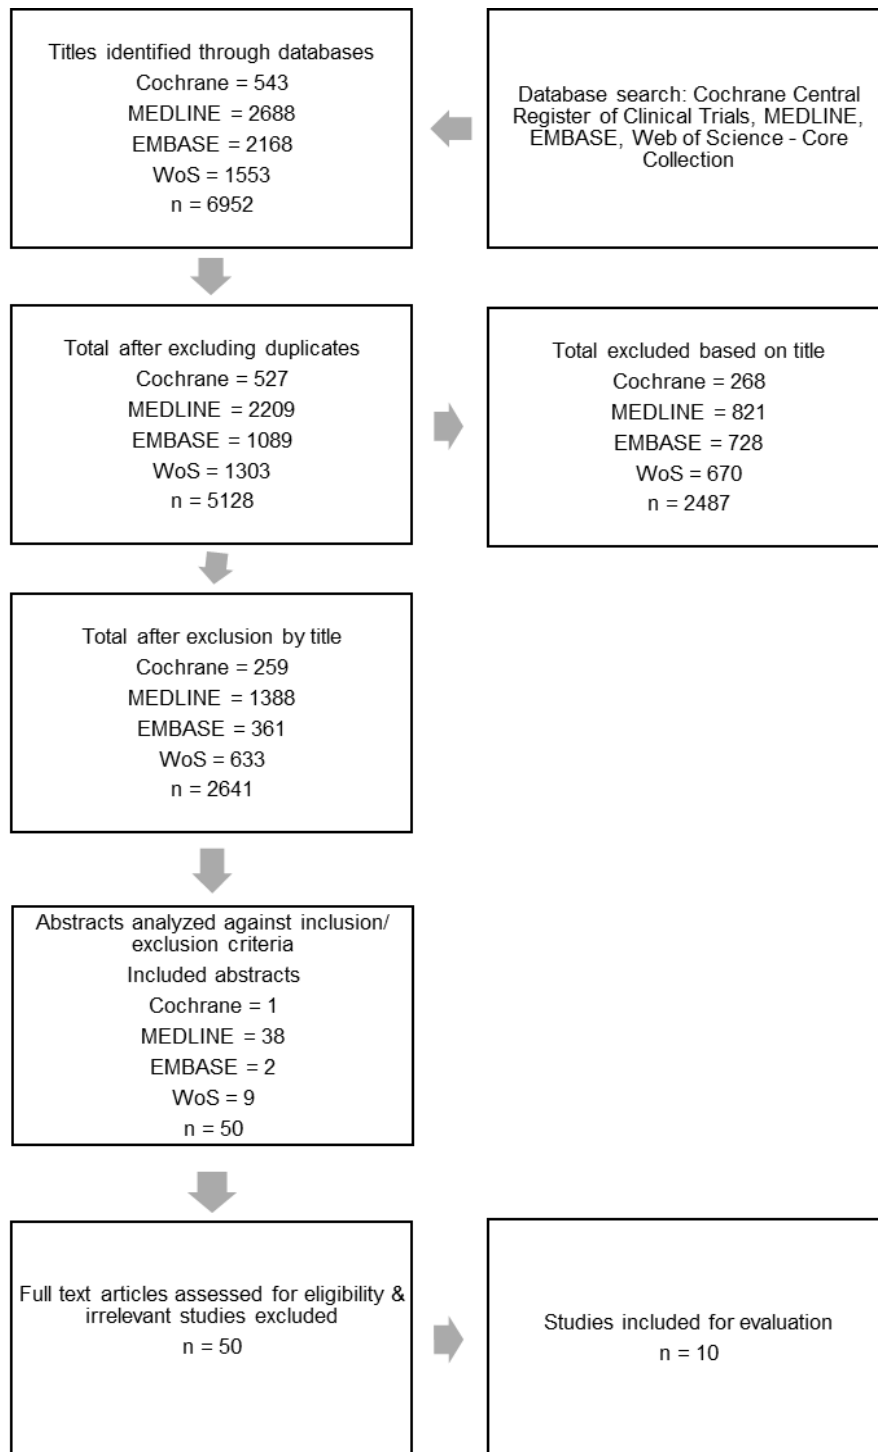 Titles identified through databases
Cochrane = 543
MEDLINE = 2688
EMBASE = 2168
WoS = 1553
n = 6952
Database search: Cochrane Central
Register of Clinical Trials, MEDLINE,
EMBASE, Web of Science - Core
Collection
Total after excluding duplicates
Cochrane = 527
MEDLINE = 2209
EMBASE = 1089
WoS = 1303
n = 5128
Total excluded based on title
Cochrane = 268
MEDLINE = 821
EMBASE = 728
WoS = 670
n = 2487
Total after exclusion by title
Cochrane = 259
MEDLINE = 1388
EMBASE = 361
WoS = 633
n = 2641
Abstracts analyzed against inclusion/
exclusion criteria
Included abstracts
Cochrane = 1
MEDLINE = 38
EMBASE = 2
WoS = 9
n = 50
Full text articles assessed for eligibility &
irrelevant studies excluded
n = 50
Studies included for evaluation
n = 10